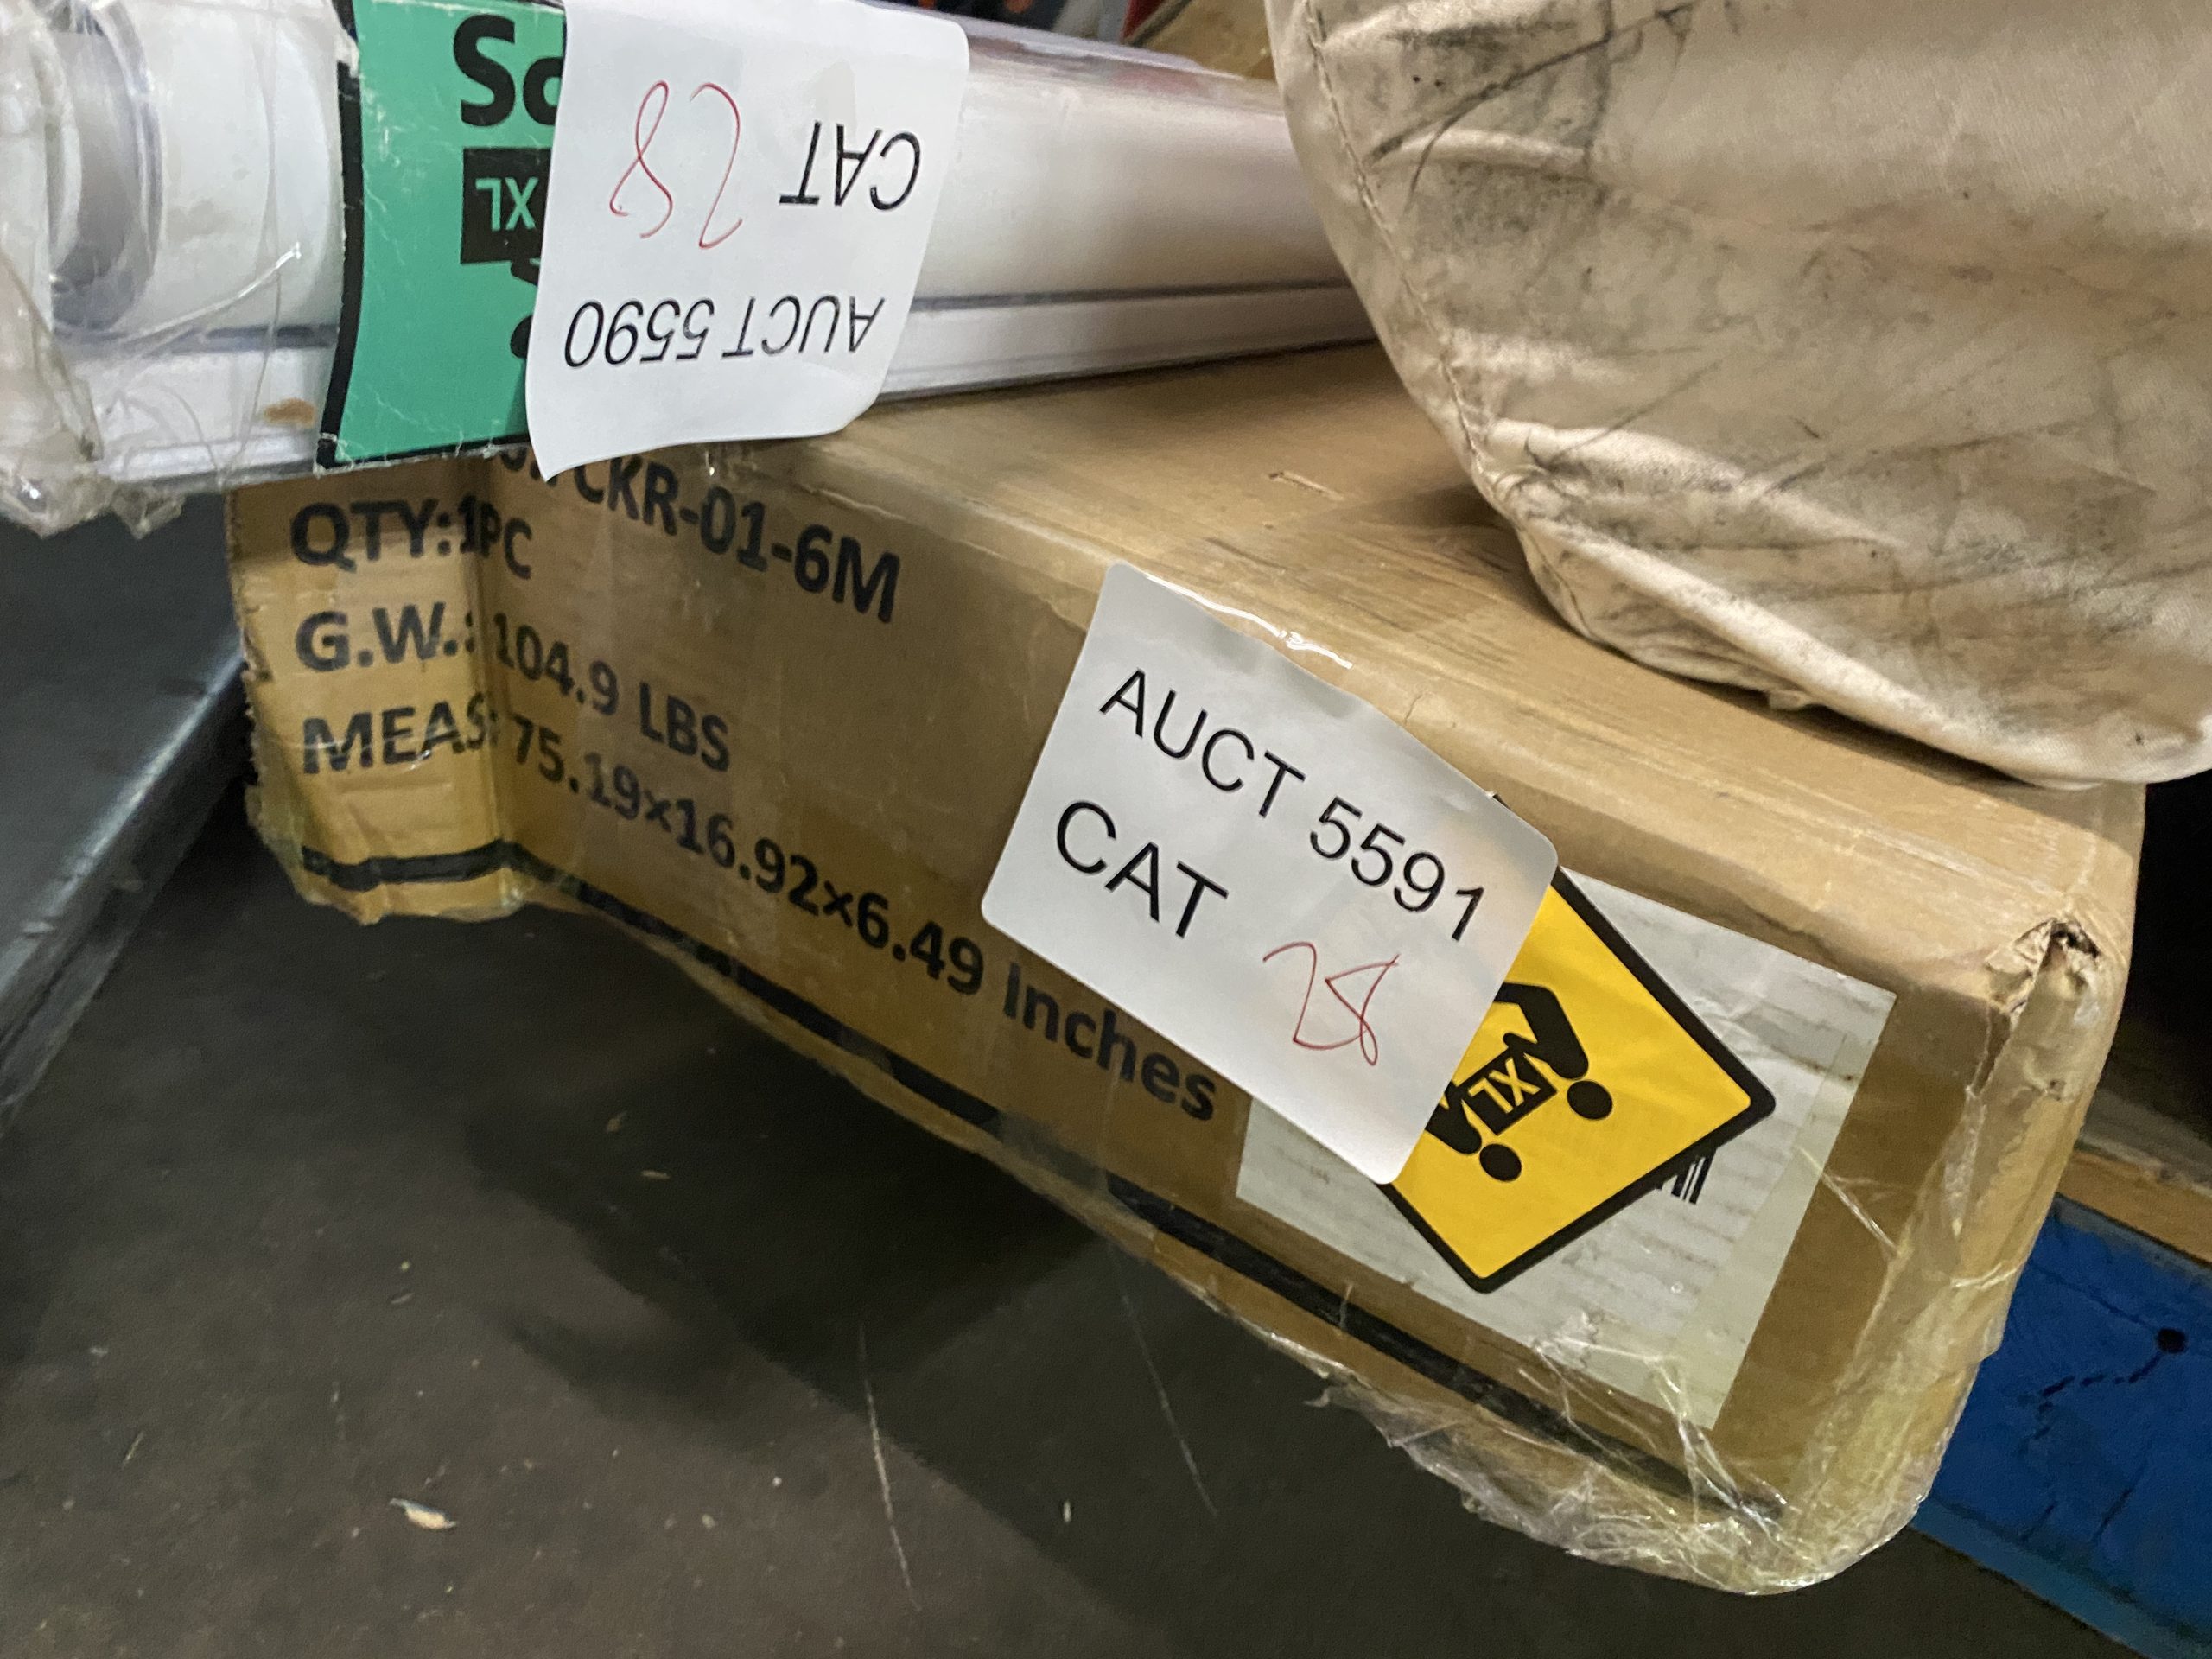 So
XL
CAT 28
AUCT 5590
CKR-01-6M
QTY:1PC
G.W.: 104.9 LBS
MEAS: 75.19×16.92×6.49 Inches
AUCT 5591
CAT 28
XL